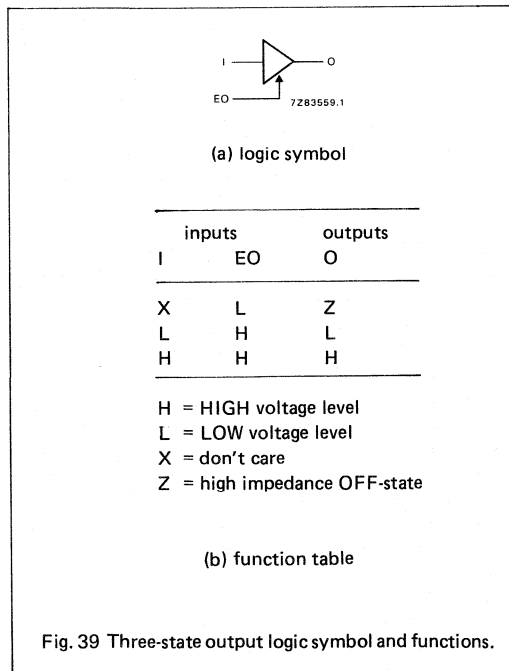 I O
EO 7Z83559.1
(a) logic symbol
inputs outputs
I EO O
X L Z
L H L
H H H
H = HIGH voltage level
L = LOW voltage level
X = don't care
Z = high impedance OFF-state
(b) function table
Fig. 39 Three-state output logic symbol and functions.